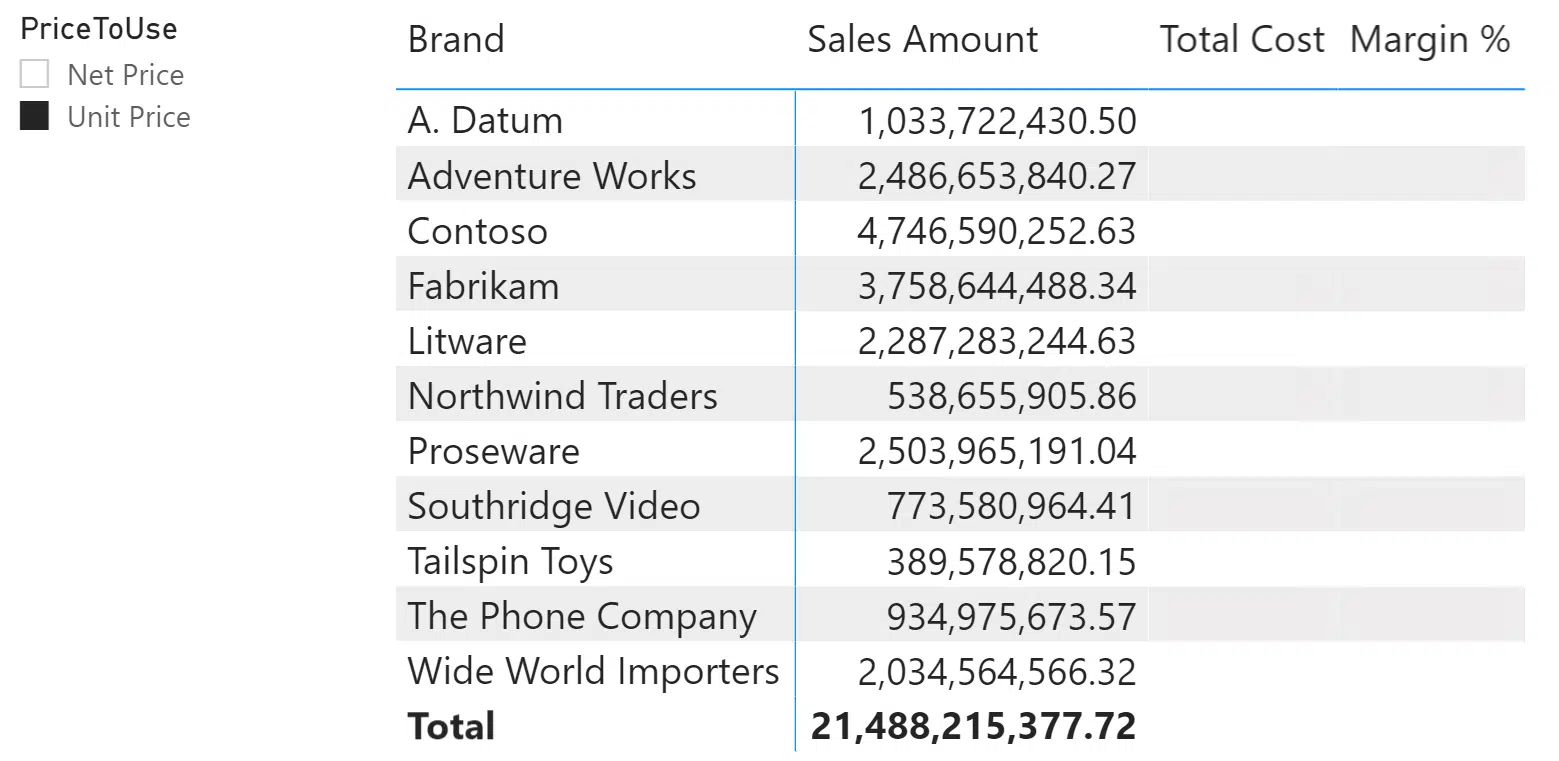 PriceToUse
Net Price
Unit Price
Brand Sales Amount Total Cost Margin %
A. Datum 1,033,722,430.50
Adventure Works 2,486,653,840.27
Contoso 4,746,590,252.63
Fabrikam 3,758,644,488.34
Litware 2,287,283,244.63
Northwind Traders 538,655,905.86
Proseware 2,503,965,191.04
Southridge Video 773,580,964.41
Tailspin Toys 389,578,820.15
The Phone Company 934,975,673.57
Wide World Importers 2,034,564,566.32
Total 21,488,215,377.72